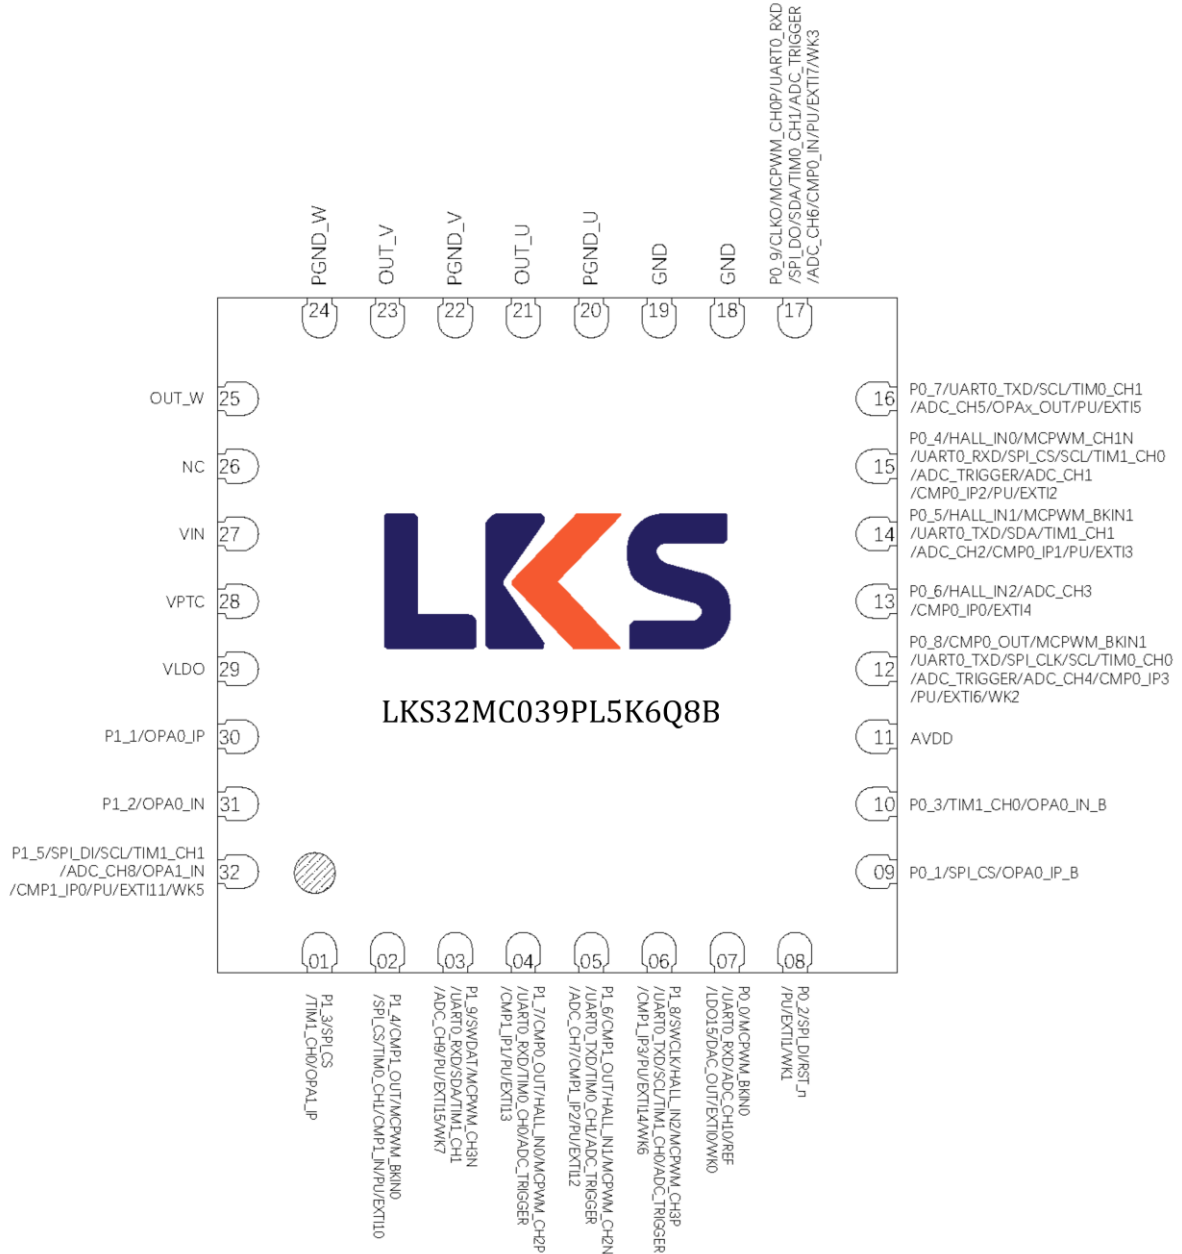 P0_9/CLKO/MCPWM_CH0P/UART0_RXD
/SPI_DO/SDA/TIM0_CH1/ADC_TRIGGER
/ADC_CH6/CMP0_IN/PU/EXTI7/WK3
PGND_W
OUT_V
PGND_V
OUT_U
PGND_U
GND
GND
24
23
22
21
20
19
18
17
OUT_W
25
NC
26
VIN
27
VPTC
28
VLDO
29
P1_1/OPA0_IP
30
P1_2/OPA0_IN
31
P1_5/SPI_DI/SCL/TIM1_CH1
/ADC_CH8/OPA1_IN
/CMP1_IP0/PU/EXTI11/WK5
32
LKS
LKS32MC039PL5K6Q8B
16
P0_7/UART0_TXD/SCL/TIM0_CH1
/ADC_CH5/OPAx_OUT/PU/EXTI5
15
P0_4/HALL_IN0/MCPWM_CH1N
/UART0_RXD/SPI_CS/SCL/TIM1_CH0
/ADC_TRIGGER/ADC_CH1
/CMP0_IP2/PU/EXTI2
14
P0_5/HALL_IN1/MCPWM_BKIN1
/UART0_TXD/SDA/TIM1_CH1
/ADC_CH2/CMP0_IP1/PU/EXTI3
13
P0_6/HALL_IN2/ADC_CH3
/CMP0_IP0/EXTI4
12
P0_8/CMP0_OUT/MCPWM_BKIN1
/UART0_TXD/SPI_CLK/SCL/TIM0_CH0
/ADC_TRIGGER/ADC_CH4/CMP0_IP3
/PU/EXTI6/WK2
11
AVDD
10
P0_3/TIM1_CH0/OPA0_IN_B
09
P0_1/SPI_CS/OPA0_IP_B
01
02
03
04
05
06
07
08
P1_3/SPI_CS
/TIM1_CH0/OPA1_IP
P1_4/CMP1_OUT/MCPWM_BKIN0
/SPI_CS/TIM0_CH1/CMP1_IN/PU/EXTI10
P1_9/SWDAT/MCPWM_CH3N
/UART0_RXD/SDA/TIM1_CH1
/ADC_CH9/PU/EXTI15/WK7
P1_7/CMP0_OUT/HALL_IN0/MCPWM_CH2P
/UART0_RXD/TIM0_CH0/ADC_TRIGGER
/CMP1_IP1/PU/EXTI13
P1_6/CMP1_OUT/HALL_IN1/MCPWM_CH2N
/UART0_TXD/TIM0_CH1/ADC_TRIGGER
/ADC_CH7/CMP1_IP2/PU/EXTI12
P1_8/SWCLK/HALL_IN2/MCPWM_CH3P
/UART0_TXD/SCL/TIM1_CH0/ADC_TRIGGER
/CMP1_IP3/PU/EXTI14/WK6
P0_0/MCPWM_BKIN0
/UART0_RXD/ADC_CH10/REF
/LDO15/DAC_OUT/EXTI0/WK0
P0_2/SPI_DI/RST_n
/PU/EXTI1/WK1